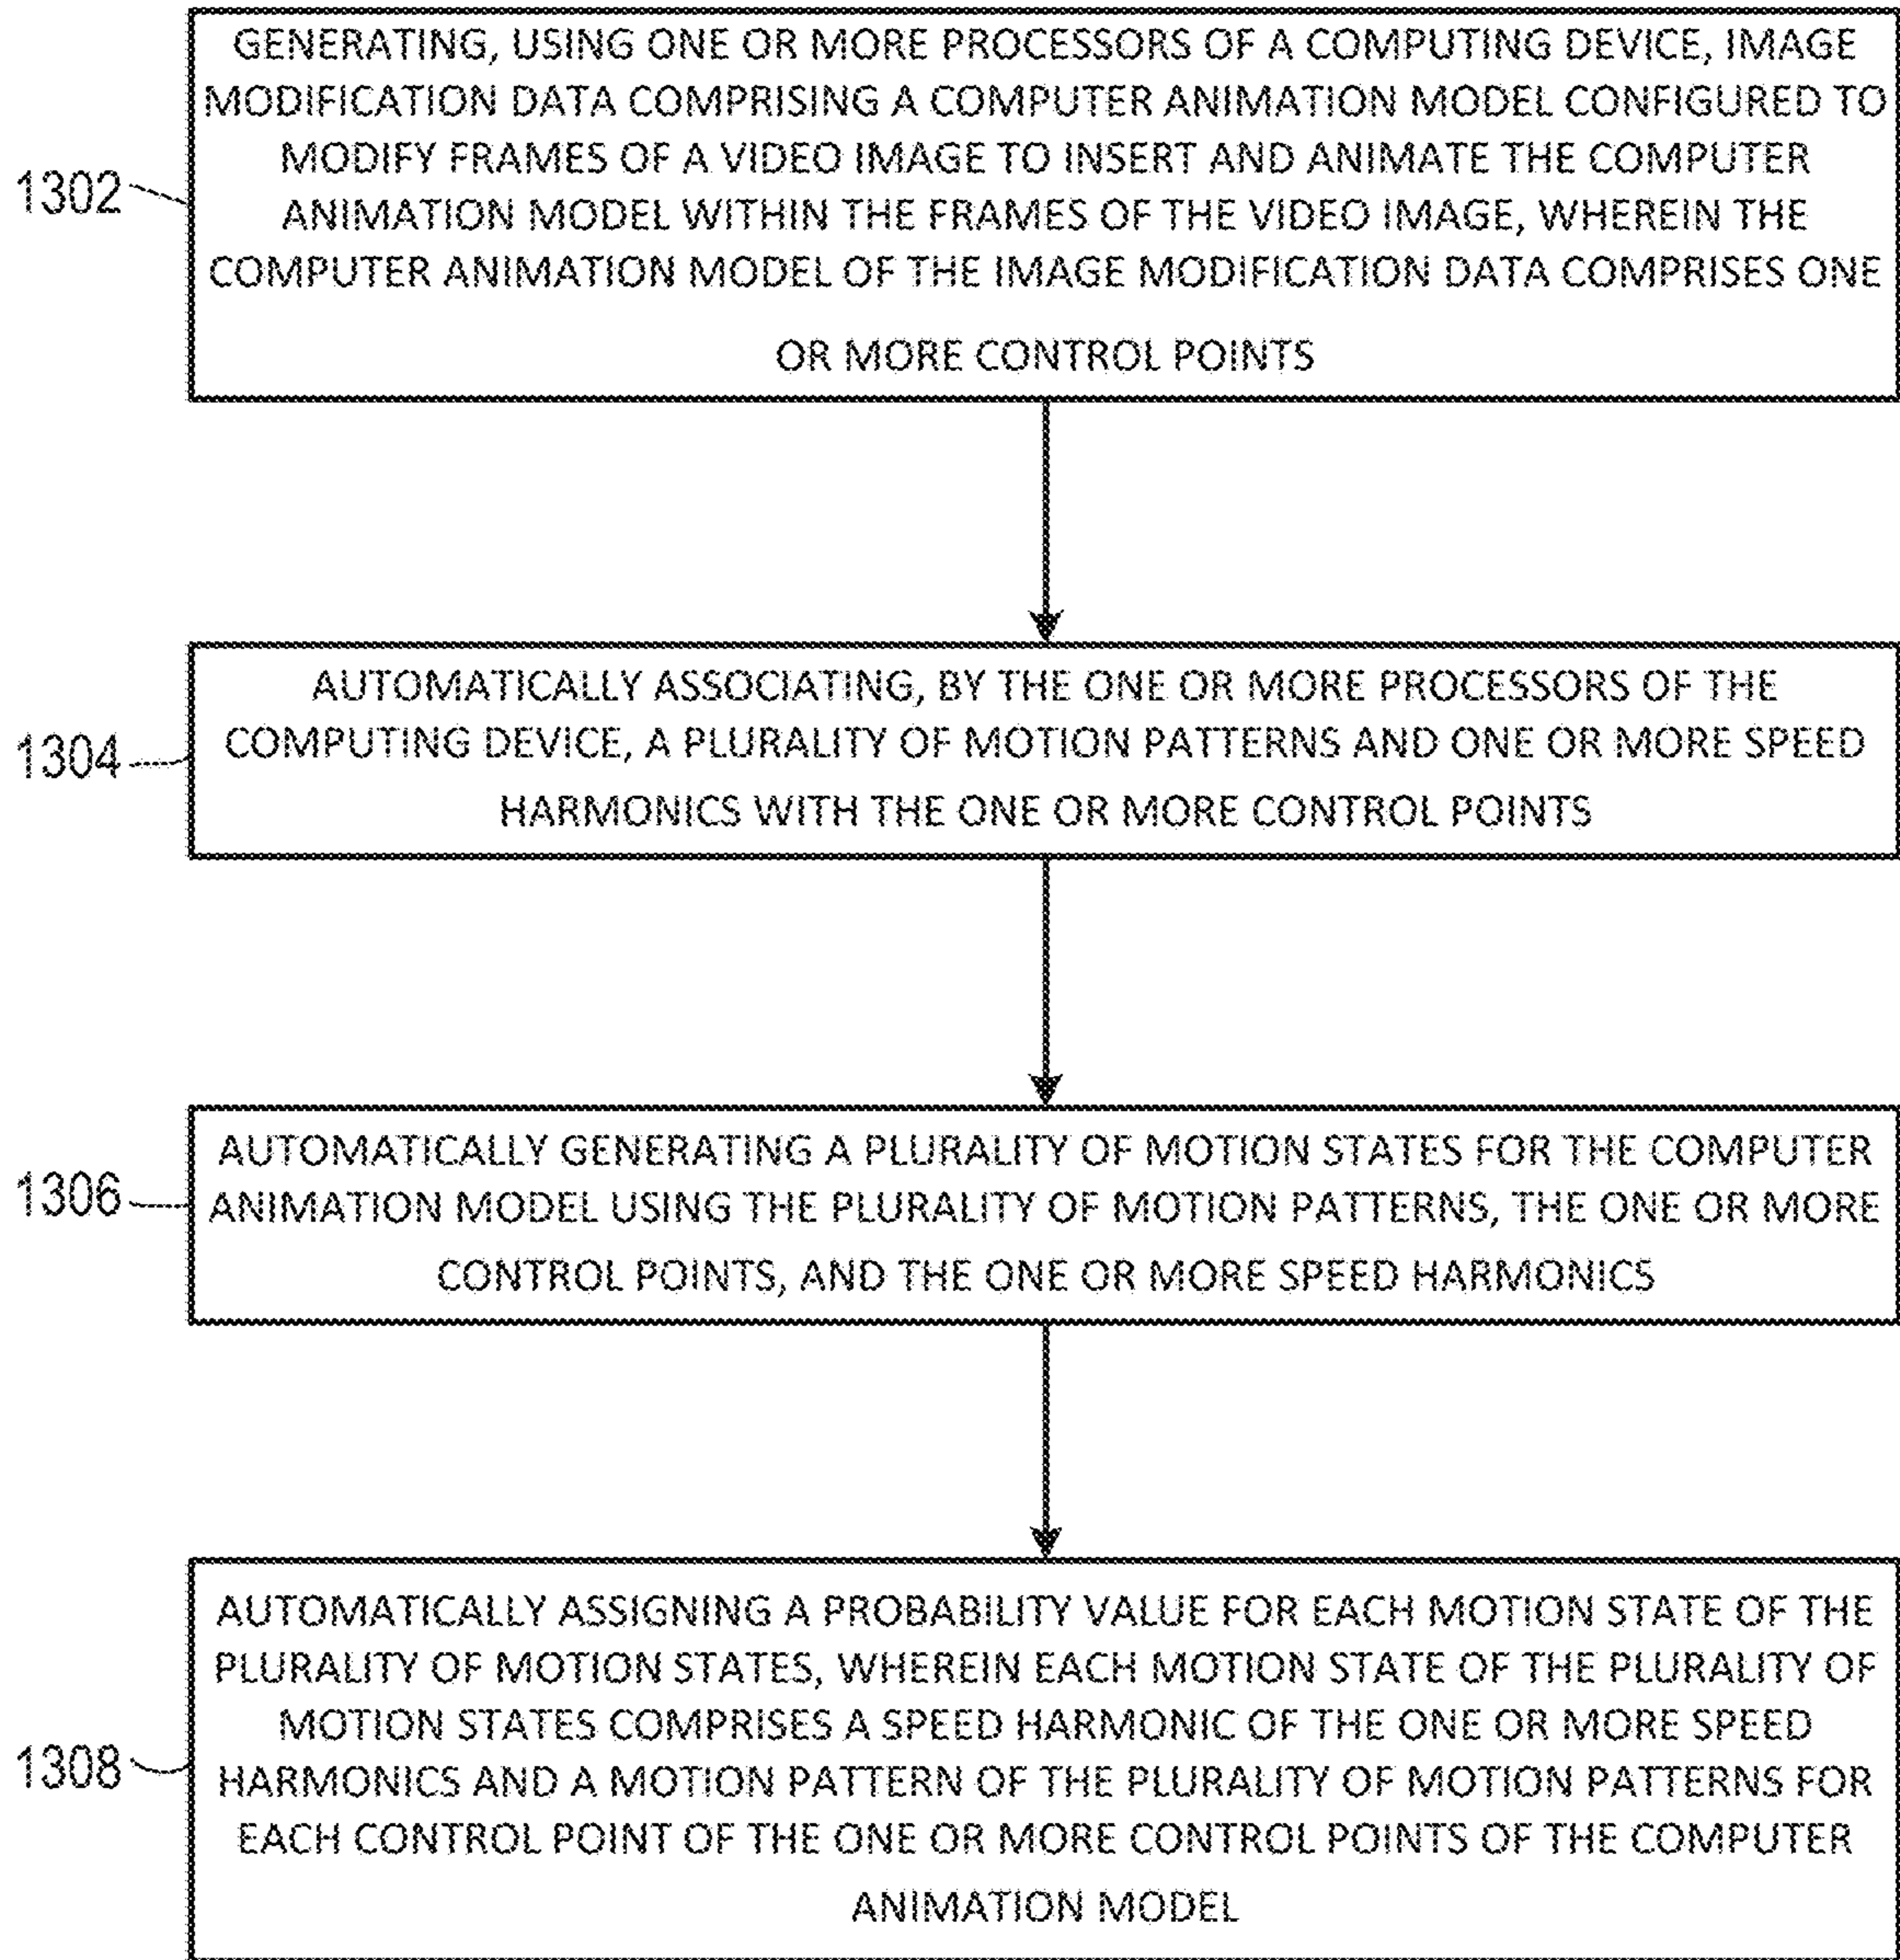 GENERATING, USING ONE OR MORE PROCESSORS OF A COMPUTING DEVICE, IMAGE
MODIFICATION DATA COMPRISING A COMPUTER ANIMATION MODEL CONFIGURED TO
MODIFY FRAMES OF A VIDEO IMAGE TO INSERT AND ANIMATE THE COMPUTER
ANIMATION MODEL WITHIN THE FRAMES OF THE VIDEO IMAGE, WHEREIN THE
COMPUTER ANIMATION MODEL OF THE IMAGE MODIFICATION DATA COMPRISES ONE
OR MORE CONTROL POINTS
1302
AUTOMATICALLY ASSOCIATING, BY THE ONE OR MORE PROCESSORS OF THE
COMPUTING DEVICE, A PLURALITY OF MOTION PATTERNS AND ONE OR MORE SPEED
HARMONICS WITH THE ONE OR MORE CONTROL POINTS
1304
AUTOMATICALLY GENERATING A PLURALITY OF MOTION STATES FOR THE COMPUTER
ANIMATION MODEL USING THE PLURALITY OF MOTION PATTERNS, THE ONE OR MORE
CONTROL POINTS, AND THE ONE OR MORE SPEED HARMONICS
1306
AUTOMATICALLY ASSIGNING A PROBABILITY VALUE FOR EACH MOTION STATE OF THE
PLURALITY OF MOTION STATES, WHEREIN EACH MOTION STATE OF THE PLURALITY OF
MOTION STATES COMPRISES A SPEED HARMONIC OF THE ONE OR MORE SPEED
HARMONICS AND A MOTION PATTERN OF THE PLURALITY OF MOTION PATTERNS FOR
EACH CONTROL POINT OF THE ONE OR MORE CONTROL POINTS OF THE COMPUTER
ANIMATION MODEL
1308